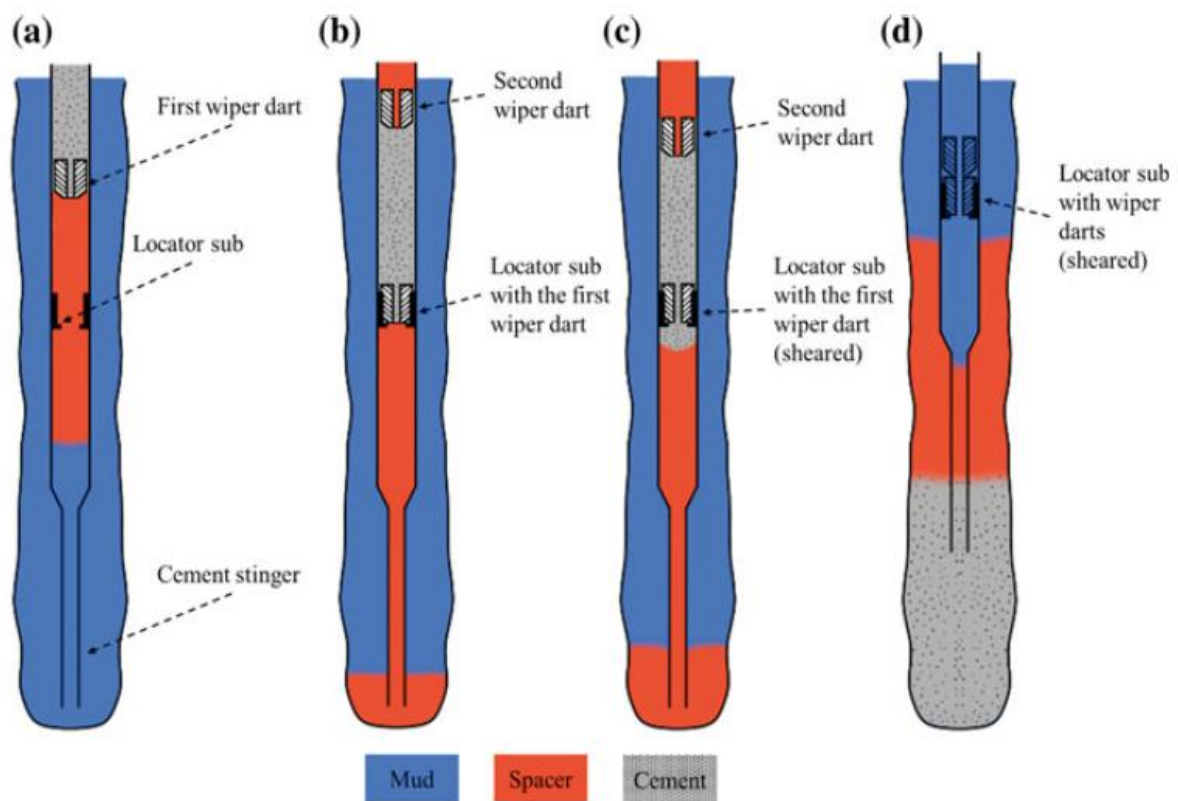 (a)
First wiper dart
Locator sub
Cement stinger
(b)
Second
wiper dart
Locator sub
with the first
wiper dart
(c)
Second
wiper dart
Locator sub
with the first
wiper dart
(sheared)
(d)
Locator sub
with wiper
darts
(sheared)
Mud
Spacer
Cement